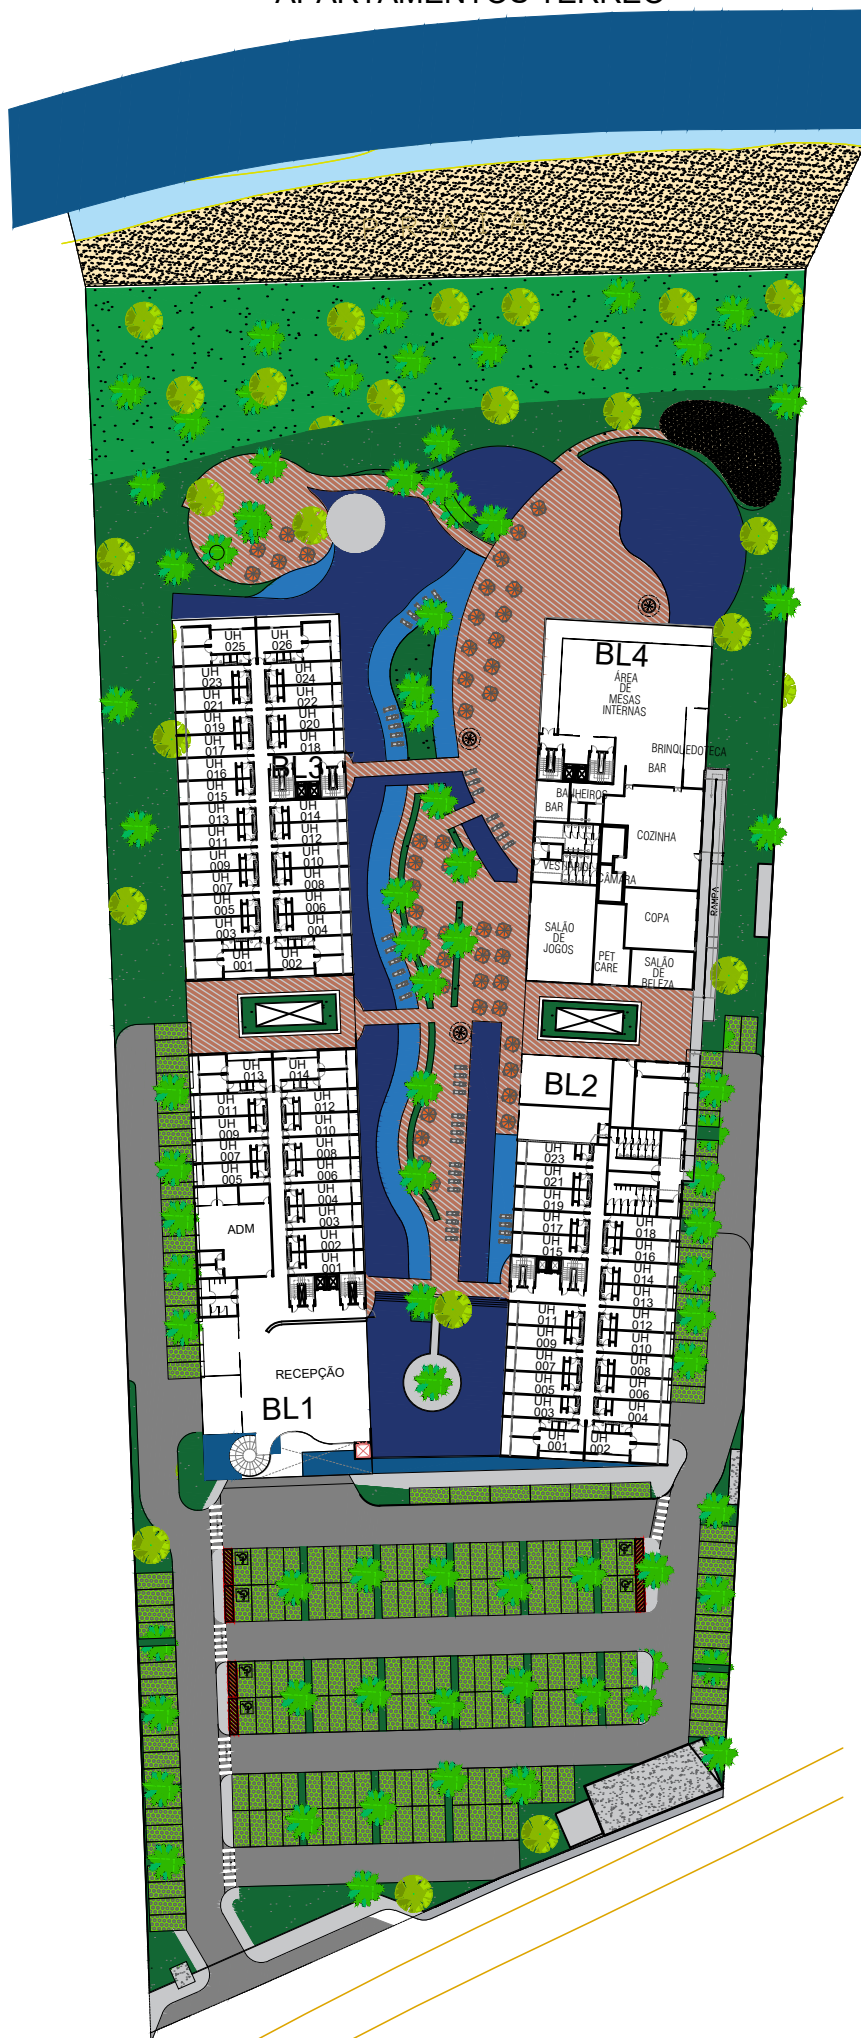 APARTAMENTOS TÉRREO
PRAIA
UH
025
UH
026
UH
023
UH
024
UH
021
UH
022
UH
019
UH
020
UH
017
UH
018
BL3
UH
016
UH
015
UH
013
UH
014
UH
011
UH
012
UH
009
UH
010
UH
007
UH
008
UH
005
UH
006
UH
003
UH
004
UH
001
UH
002
BL4
ÁREA
DE
MESAS
INTERNAS
BRINQUEDOTECA
BAR
BANHEIROS
BAR
COZINHA
VESTIÁRIO
CÂMARA
RAMPA
COPA
SALÃO
DE
JOGOS
PET
CARE
SALÃO
DE
BELEZA
UH
013
UH
014
UH
011
UH
012
UH
009
UH
010
UH
007
UH
008
UH
005
UH
006
UH
004
UH
003
UH
002
UH
001
ADM
RECEPÇÃO
BL1
BL2
UH
023
UH
021
UH
019
UH
017
UH
018
UH
015
UH
016
UH
014
UH
013
UH
011
UH
012
UH
009
UH
010
UH
007
UH
008
UH
005
UH
006
UH
003
UH
004
UH
001
UH
002